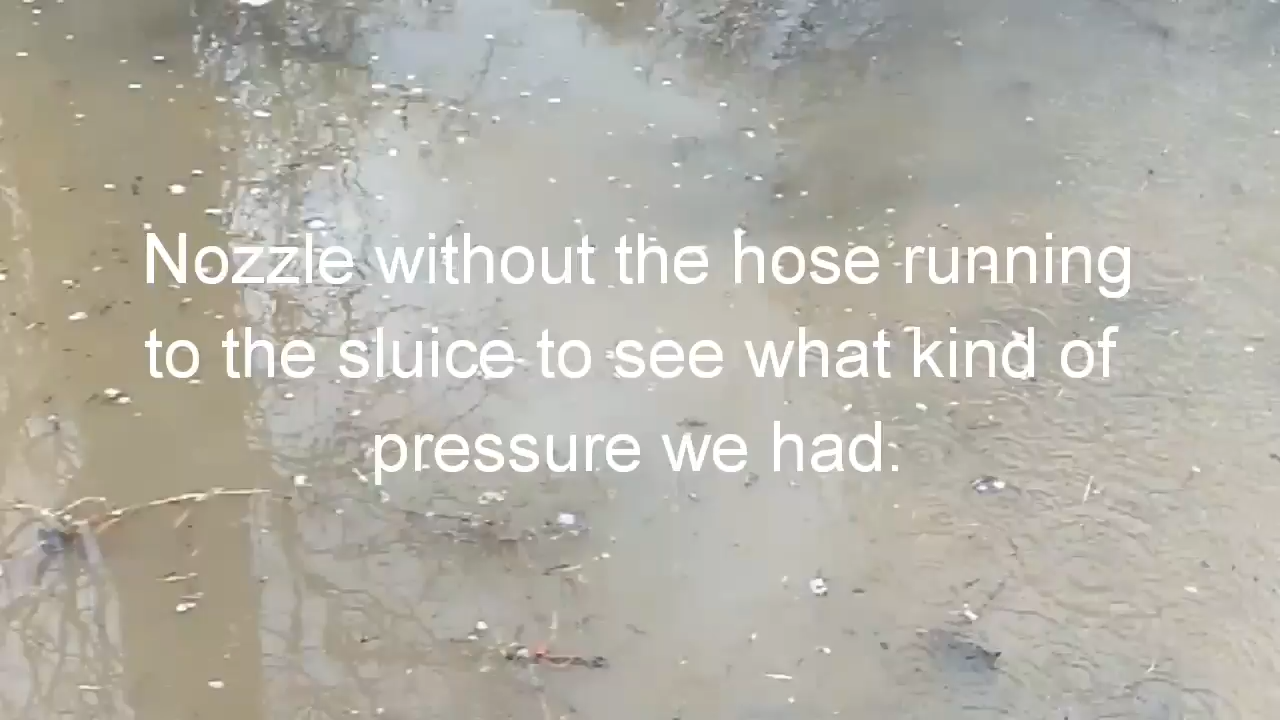 Nozzle without the hose running
to the sluice to see what kind of
pressure we had.